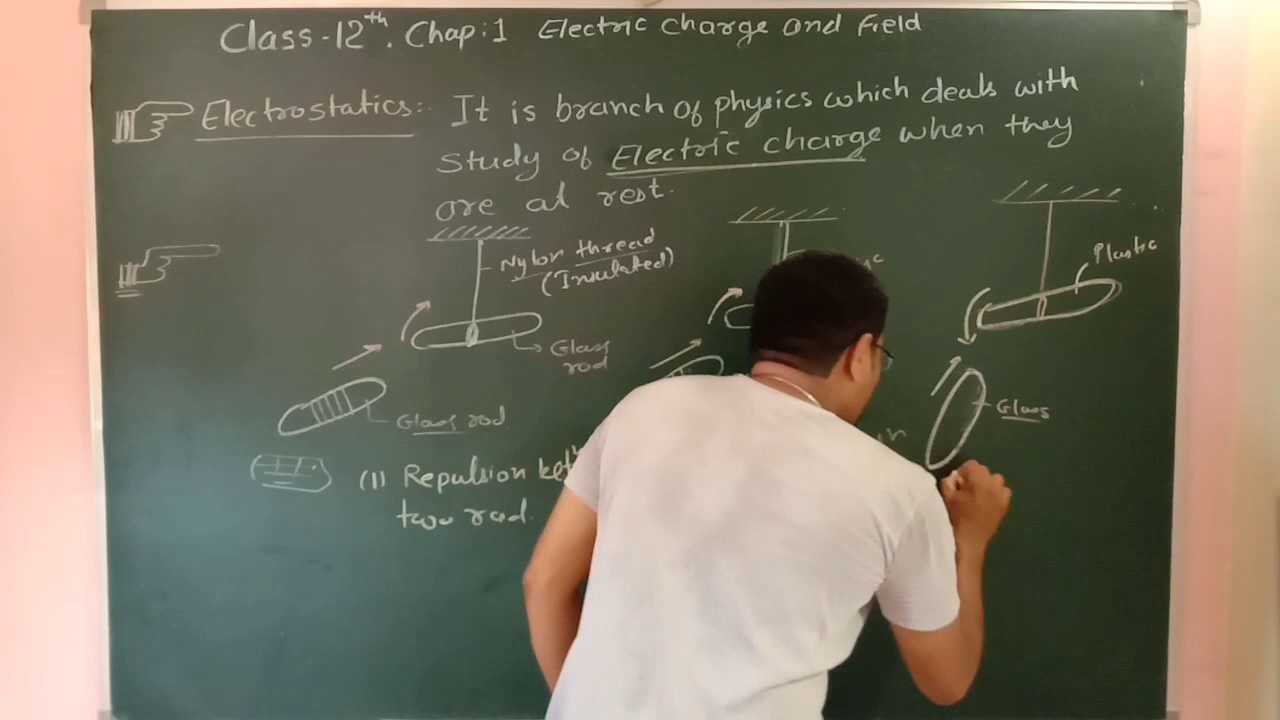 Class-12th. Chap:1 Electric Charge and Field
Electrostatics:- It is branch of physics which deals with
study of Electric charge when they
are at rest.
Nylon thread
(Insulated)
Plastic
Glass
rod
Glass rod
Glass
(1) Repulsion
two rod.